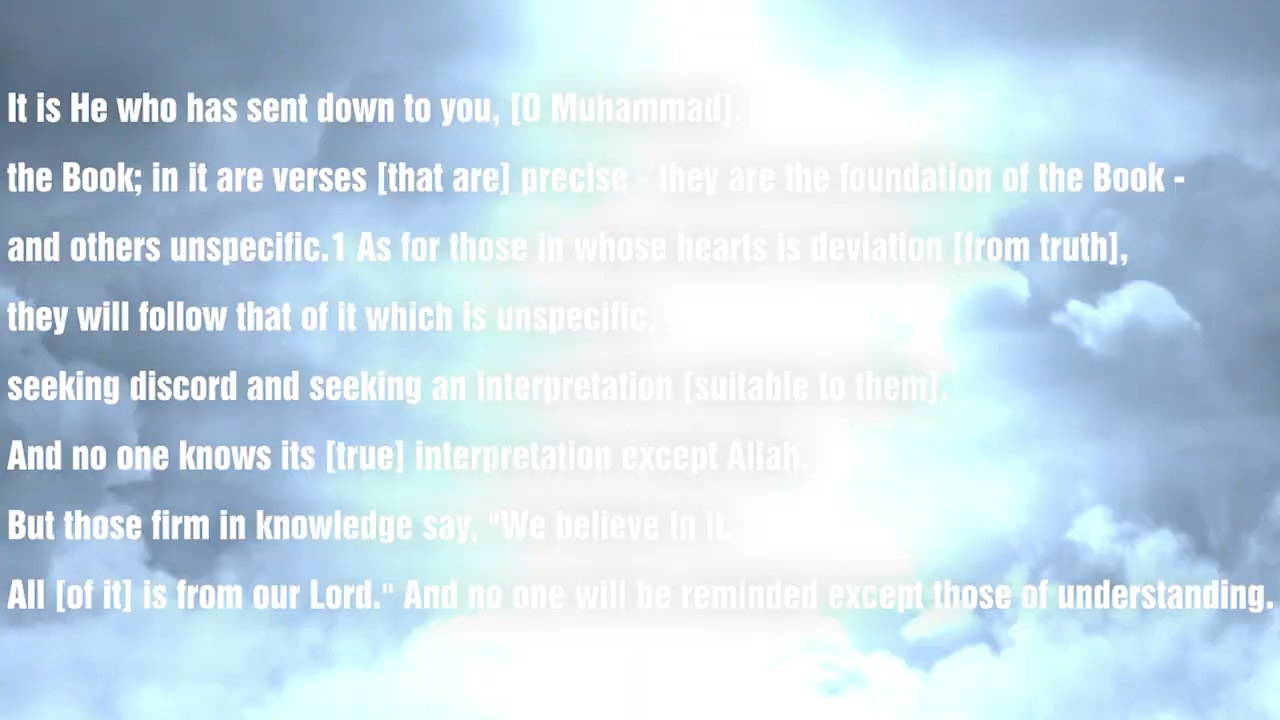 It is He who has sent down to you, [O Muhammad],
the Book; in it are verses [that are] precise - they are the foundation of the Book -
and others unspecific.1 As for those in whose hearts is deviation [from truth],
they will follow that of it which is unspecific,
seeking discord and seeking an interpretation [suitable to them].
And no one knows its [true] interpretation except Allah.
But those firm in knowledge say, "We believe in it.
All [of it] is from our Lord." And no one will be reminded except those of understanding.